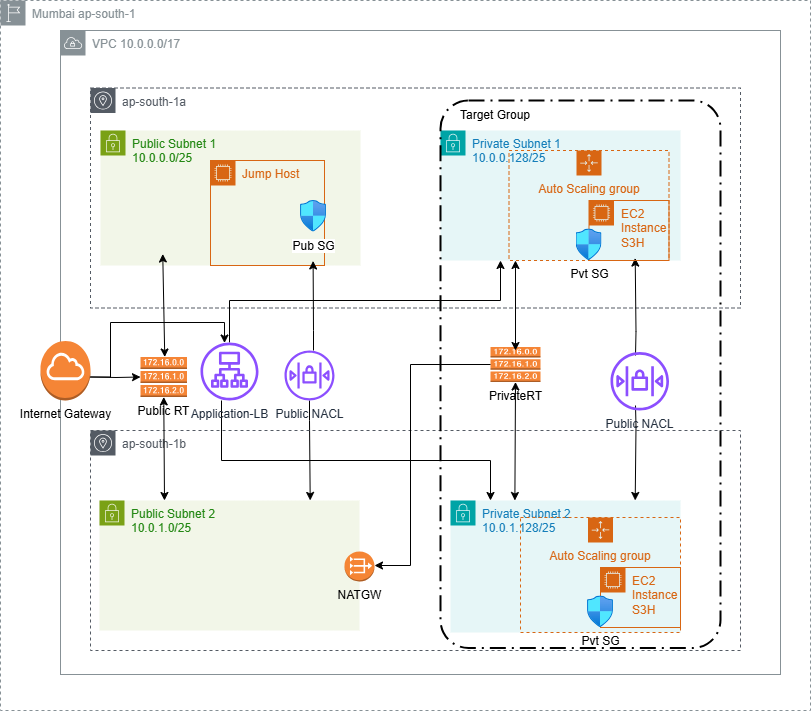 Mumbai ap-south-1
VPC 10.0.0.0/17
ap-south-1a
Target Group
Public Subnet 1
10.0.0.0/25
Jump Host
Pub SG
Private Subnet 1
10.0.0.128/25
Auto Scaling group
EC2
Instance
S3H
Pvt SG
Internet Gateway
172.16.0.0
172.16.1.0
172.16.2.0
Public RT
Application-LB
Public NACL
172.16.0.0
172.16.1.0
172.16.2.0
PrivateRT
Public NACL
ap-south-1b
Public Subnet 2
10.0.1.0/25
NATGW
Private Subnet 2
10.0.1.128/25
Auto Scaling group
EC2
Instance
S3H
Pvt SG